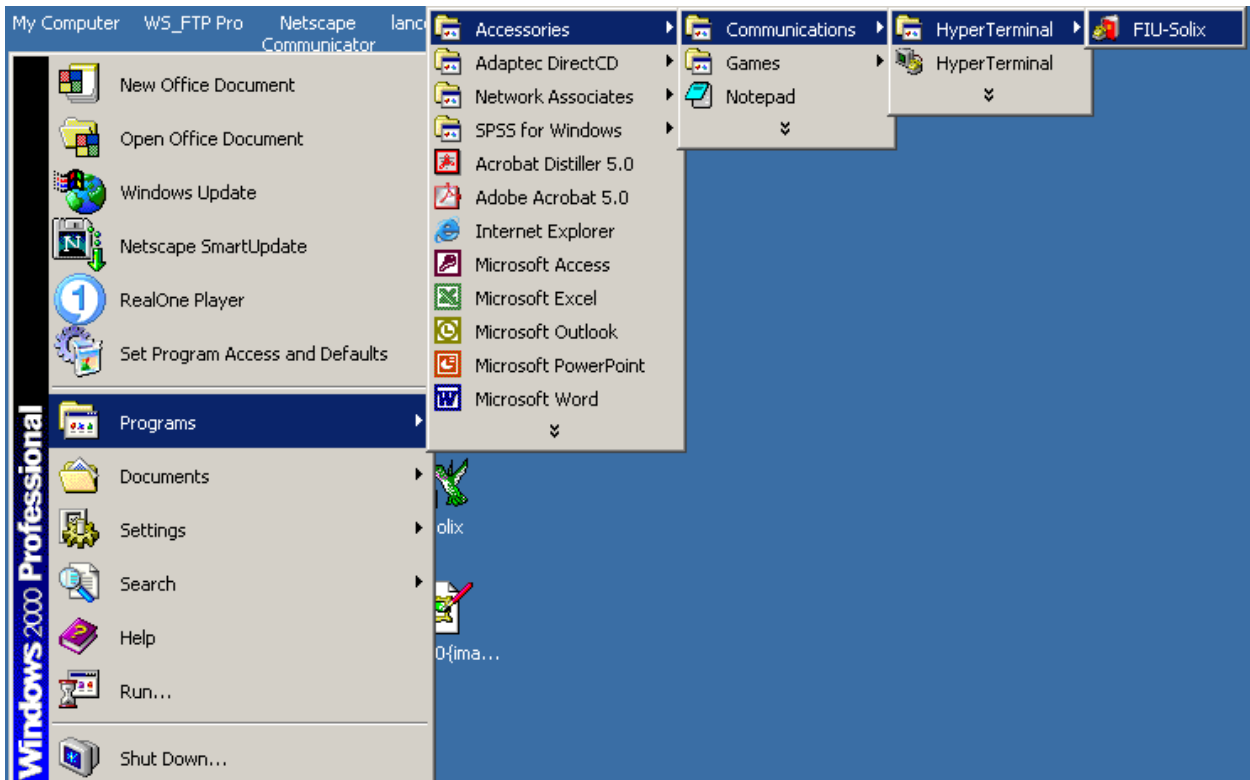 My Computer
WS_FTP Pro
Netscape
Communicator
lanc
New Office Document
Open Office Document
Windows Update
Netscape SmartUpdate
RealOne Player
Set Program Access and Defaults
Programs
Documents
Settings
Search
Help
Run...
Shut Down...
Windows 2000 Professional
Accessories
Adaptec DirectCD
Network Associates
SPSS for Windows
Acrobat Distiller 5.0
Adobe Acrobat 5.0
Internet Explorer
Microsoft Access
Microsoft Excel
Microsoft Outlook
Microsoft PowerPoint
Microsoft Word
Communications
Games
Notepad
HyperTerminal
HyperTerminal
FIU-Solix
olix
0{ima...